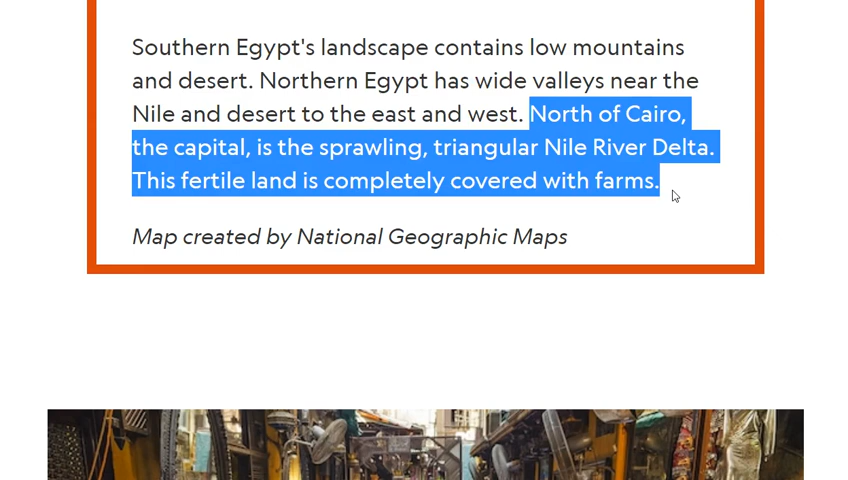 Southern Egypt's landscape contains low mountains
and desert. Northern Egypt has wide valleys near the
Nile and desert to the east and west. North of Cairo,
the capital, is the sprawling, triangular Nile River Delta.
This fertile land is completely covered with farms.
Map created by National Geographic Maps